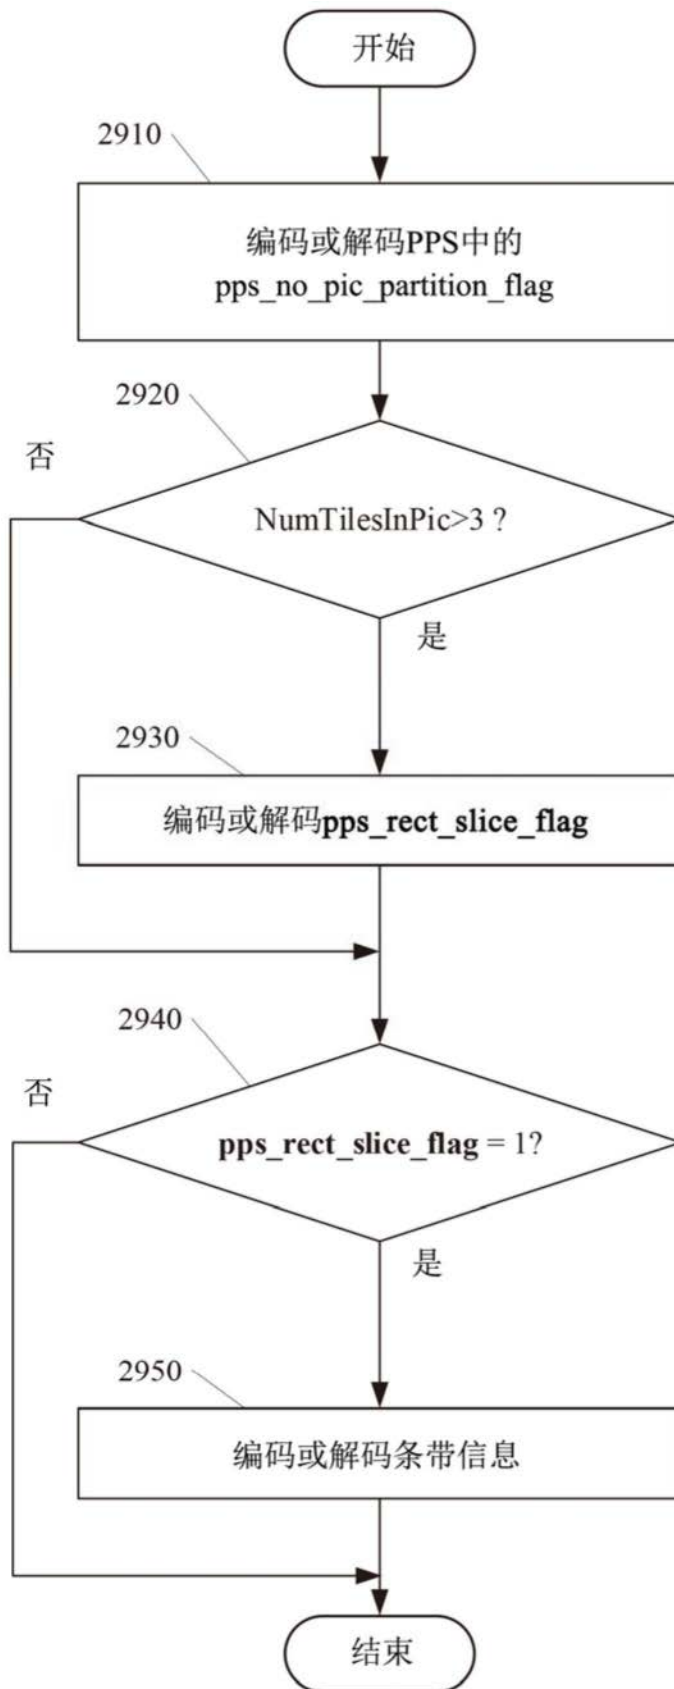 开始
2910
编码或解码PPS中的
pps_no_pic_partition_flag
2920
否
NumTilesInPic>3 ?
是
2930
编码或解码pps_rect_slice_flag
2940
否
pps_rect_slice_flag = 1?
是
2950
编码或解码条带信息
结束